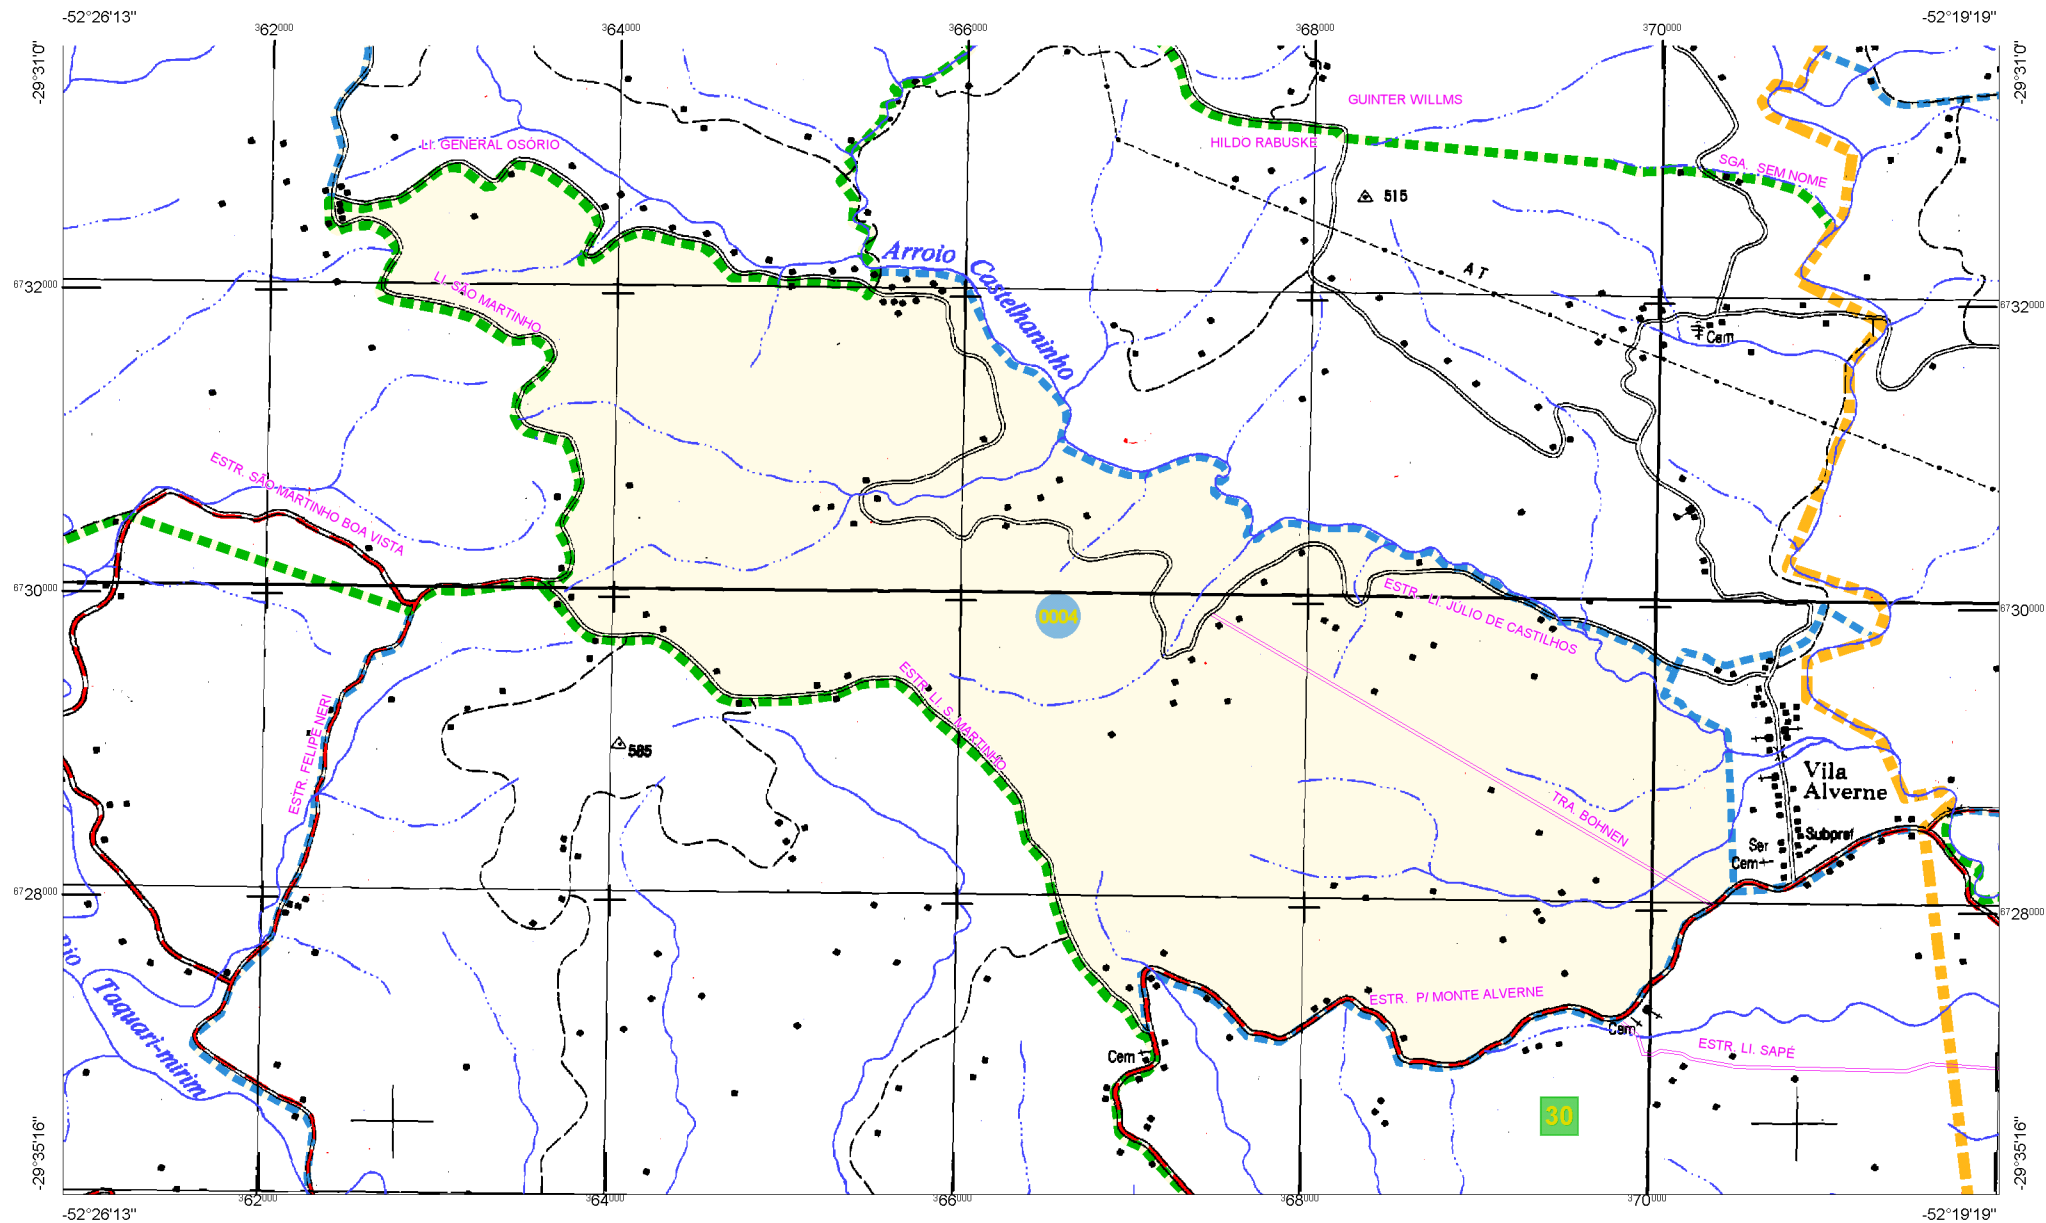 -52°26'13"
362000
364000
366000
368000
370000
-52°19'19"
-29°31'0"
-29°31'0"
GUINTER WILLMS
LI. GENERAL OSÓRIO
HILDO RABUSKE
SGA. SEM NOME
515
Arroio Castelhaninho
A T
LI. SÃO MARTINHO
6732000
6732000
Cem
ESTR. SÃO MARTINHO BOA VISTA
6730000
6730000
0004
ESTR. LI. JÚLIO DE CASTILHOS
ESTR. LI. S. MARTINHO
ESTR. FELIPE NERI
585
Vila
Alverne
TRA. BOHNEN
Subpref
Ser
Cem
6728000
6728000
Rio Taquari-mirim
ESTR. P/ MONTE ALVERNE
Cem
Cem
ESTR. LI. SAPÉ
30
-29°35'16"
-29°35'16"
362000
364000
366000
368000
370000
-52°26'13"
-52°19'19"